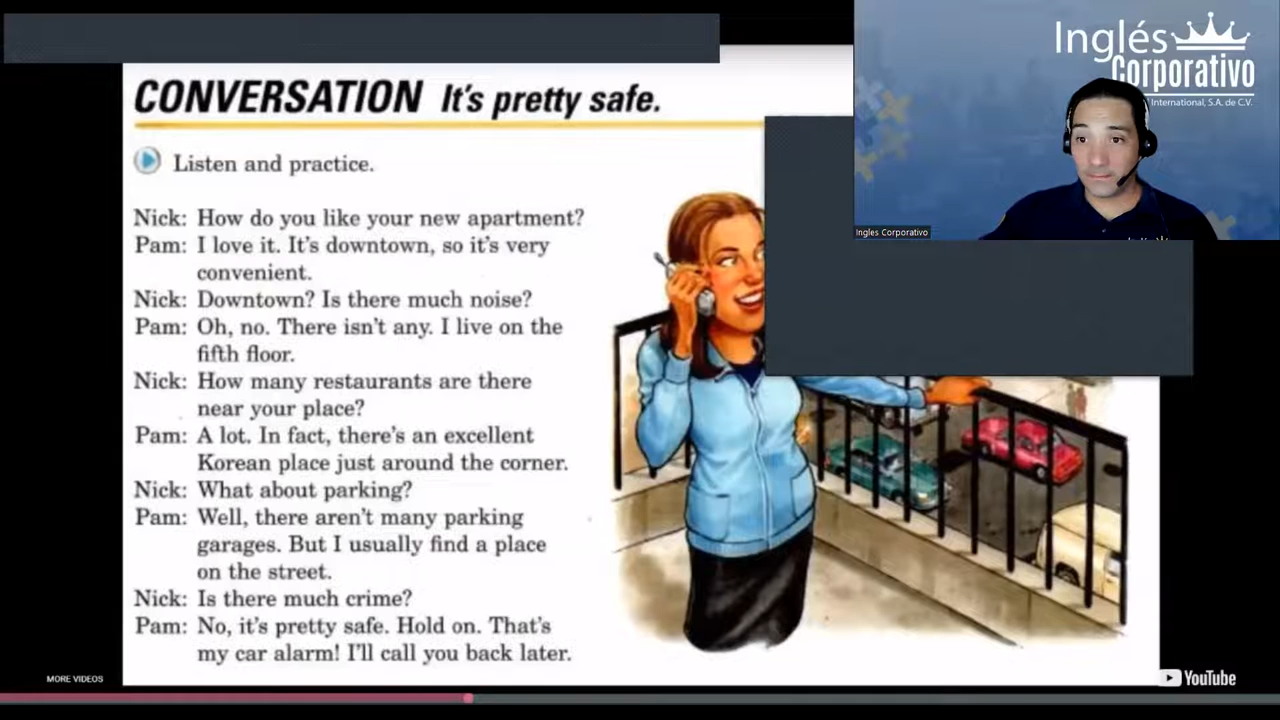 Inglés
Corporativo
International, S.A. de C.V.
Ingles Corporativo
CONVERSATION It's pretty safe.
Listen and practice.
Nick: How do you like your new apartment?
Pam: I love it. It's downtown, so it's very
convenient.
Nick: Downtown? Is there much noise?
Pam: Oh, no. There isn't any. I live on the
fifth floor.
Nick: How many restaurants are there
near your place?
Pam: A lot. In fact, there's an excellent
Korean place just around the corner.
Nick: What about parking?
Pam: Well, there aren't many parking
garages. But I usually find a place
on the street.
Nick: Is there much crime?
Pam: No, it's pretty safe. Hold on. That's
my car alarm! I'll call you back later.
MORE VIDEOS
YouTube